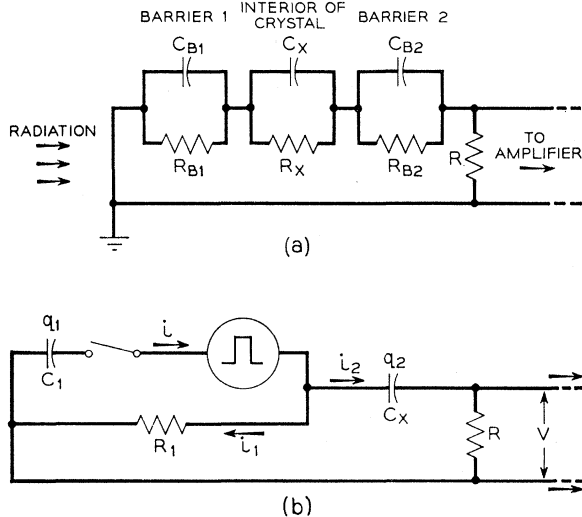 BARRIER 1
INTERIOR OF
CRYSTAL
BARRIER 2
CB1
CX
CB2
RADIATION
RB1
RX
RB2
R
TO
AMPLIFIER
(a)
q1
i
C1
i2
q2
CX
R1
i1
R
V
(b)